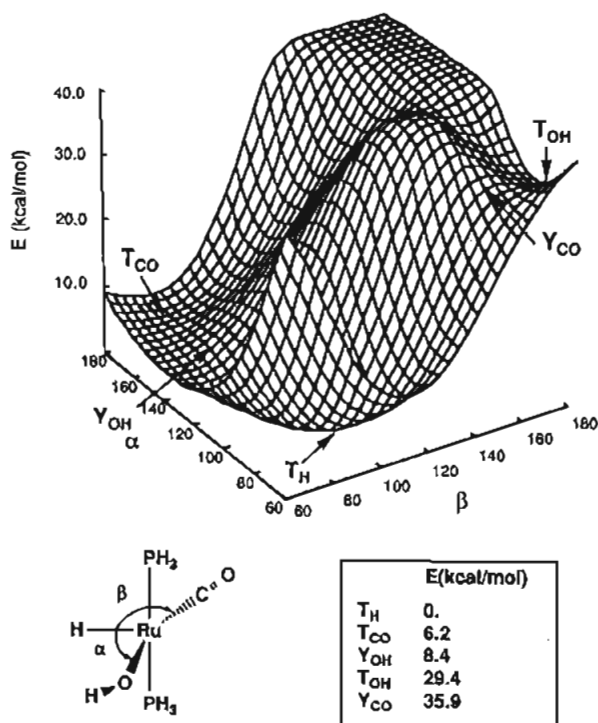 40.0
30.0
20.0
10.0
E (kcal/mol)
T_CO
T_OH
Y_CO
Y_OH
T_H
180
160
140
120
100
80
60
α
60
80
100
120
140
160
180
β
PH₃
β
C O
H Ru
α
O
H
PH₃
E(kcal/mol)
T_H 0.
T_CO 6.2
Y_OH 8.4
T_OH 29.4
Y_CO 35.9